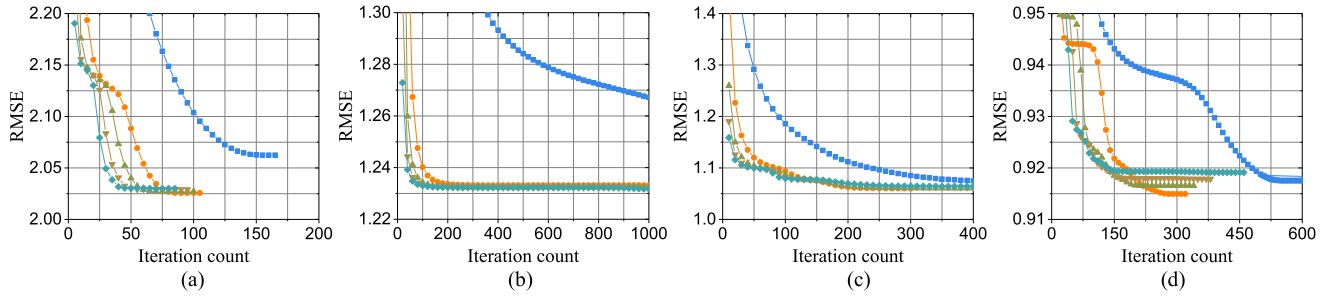 2.20
2.15
2.10
2.05
2.00
RMSE
0 50 100 150 200
Iteration count
(a)
1.30
1.28
1.26
1.24
1.22
RMSE
0 200 400 600 800 1000
Iteration count
(b)
1.4
1.3
1.2
1.1
1.0
RMSE
0 100 200 300 400
Iteration count
(c)
0.95
0.94
0.93
0.92
0.91
RMSE
0 150 300 450 600
Iteration count
(d)